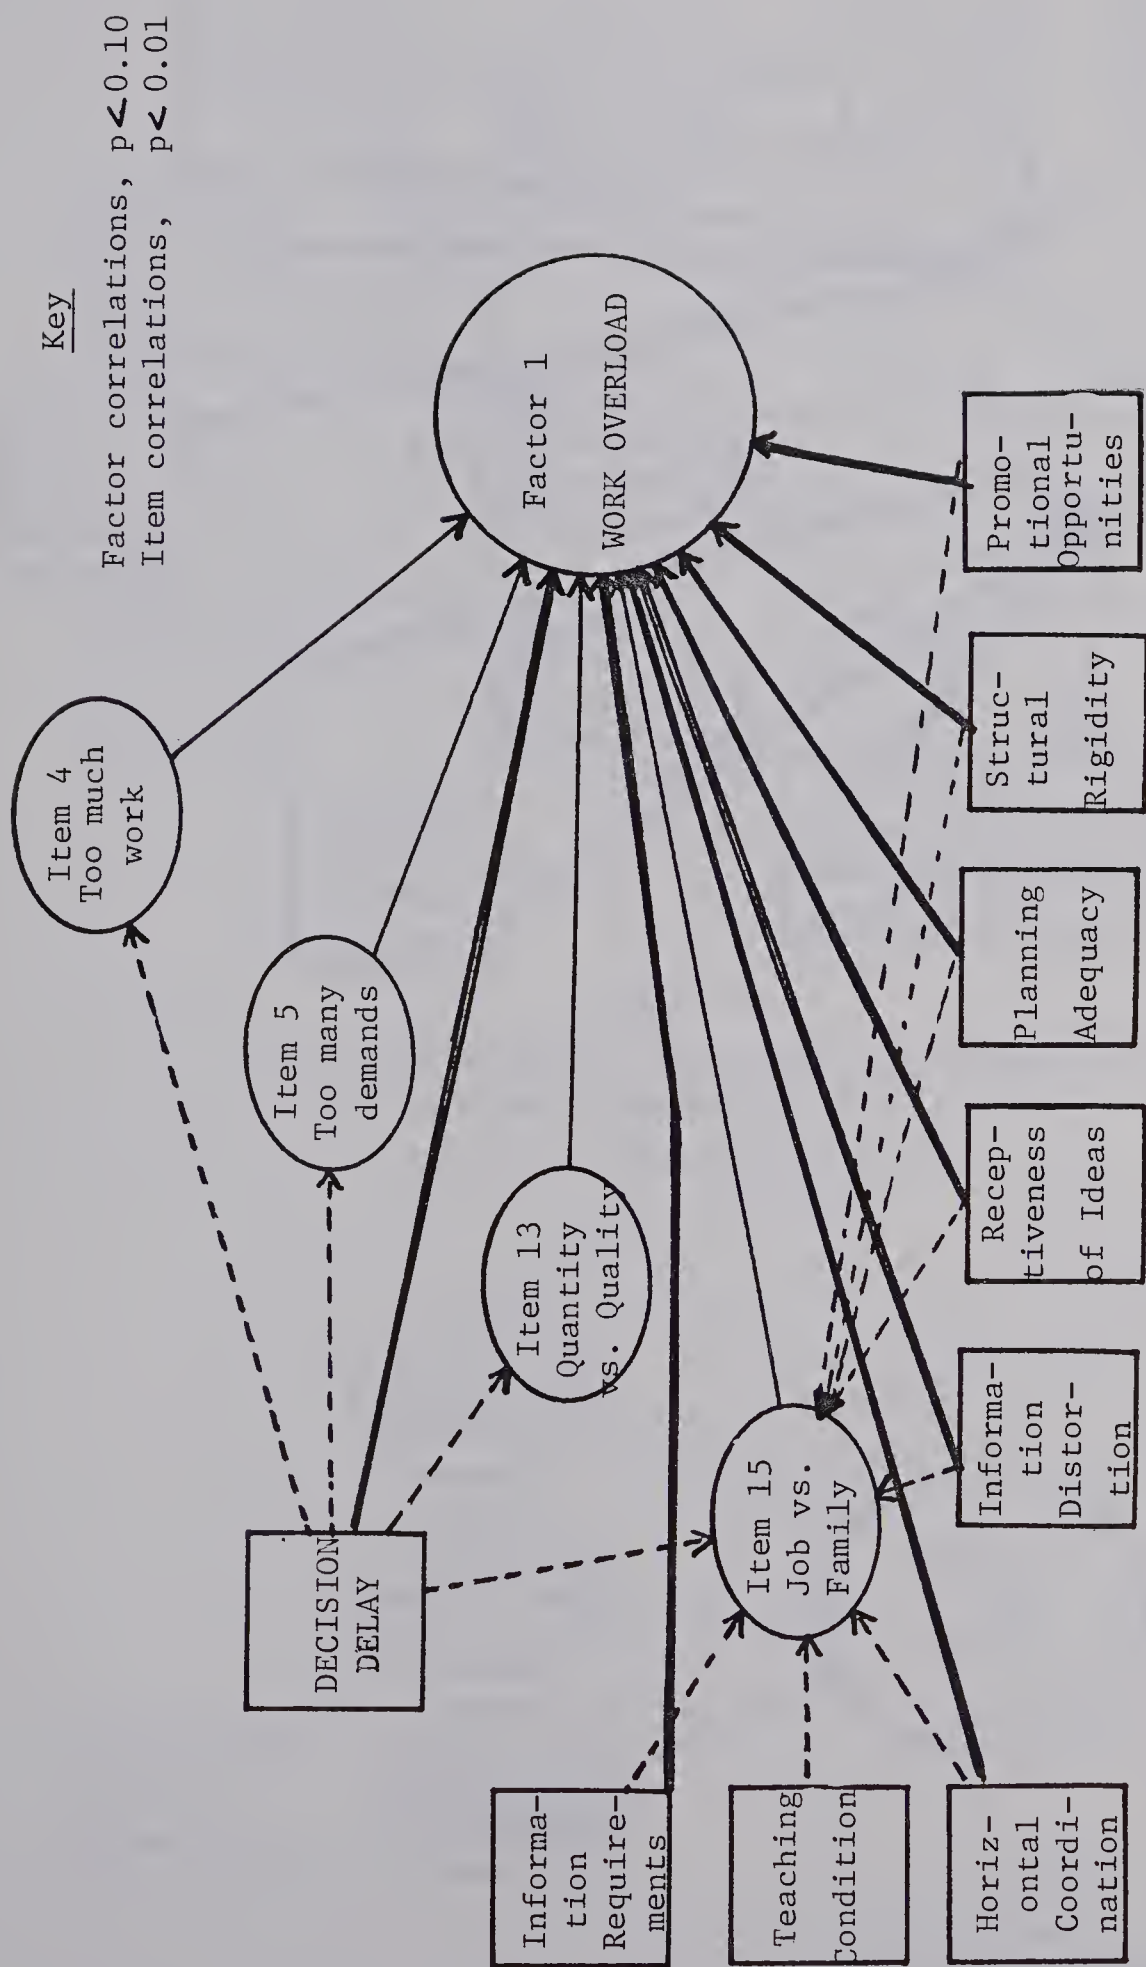 Key
Factor correlations, p<0.10
Item correlations, p<0.01
Item 4
Too much
work
Item 5
Too many
demands
DECISION
DELAY
Item 13
Quantity
vs. Quality
Factor 1
WORK OVERLOAD
Informa-
tion
Require-
ments
Item 15
Job vs.
Family
Teaching
Condition
Horiz-
ontal
Coordi-
nation
Informa-
tion
Distor-
tion
Recep-
tiveness
of Ideas
Planning
Adequacy
Struc-
tural
Rigidity
Promo-
tional
Opportu-
nities